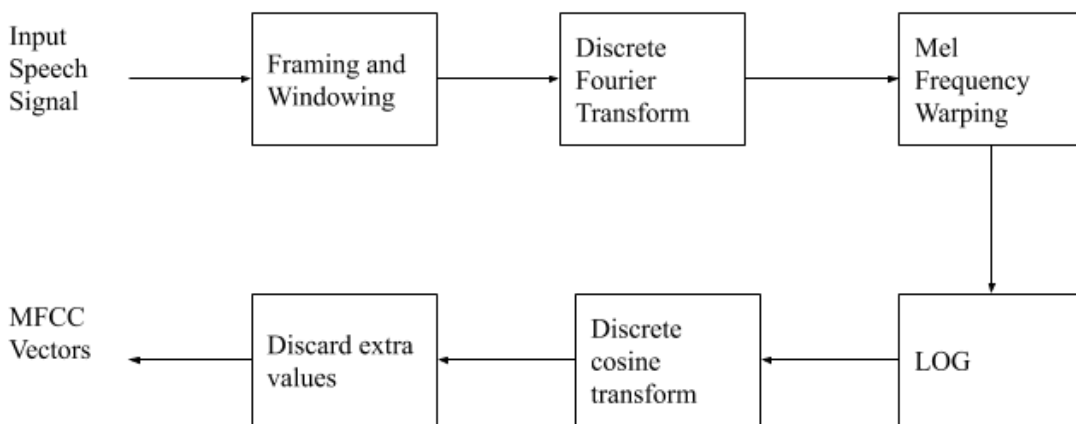 Input
Speech
Signal
Framing and
Windowing
Discrete
Fourier
Transform
Mel
Frequency
Warping
MFCC
Vectors
Discard extra
values
Discrete
cosine
transform
LOG